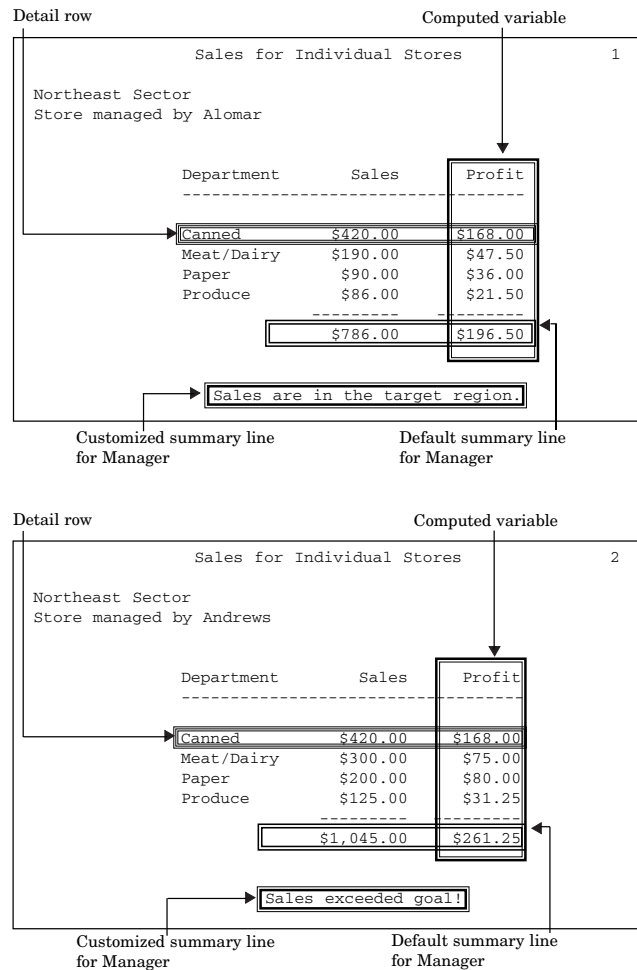 Detail row Computed variable
Sales for Individual Stores 1
Northeast Sector
Store managed by Alomar
Department Sales Profit
----------------------------------
Canned $420.00 $168.00
Meat/Dairy $190.00 $47.50
Paper $90.00 $36.00
Produce $86.00 $21.50
--------- ---------
$786.00 $196.50
Sales are in the target region.
Customized summary line for Manager
Default summary line for Manager
Detail row Computed variable
Sales for Individual Stores 2
Northeast Sector
Store managed by Andrews
Department Sales Profit
----------------------------------
Canned $420.00 $168.00
Meat/Dairy $300.00 $75.00
Paper $200.00 $80.00
Produce $125.00 $31.25
--------- ---------
$1,045.00 $261.25
Sales exceeded goal!
Customized summary line for Manager
Default summary line for Manager